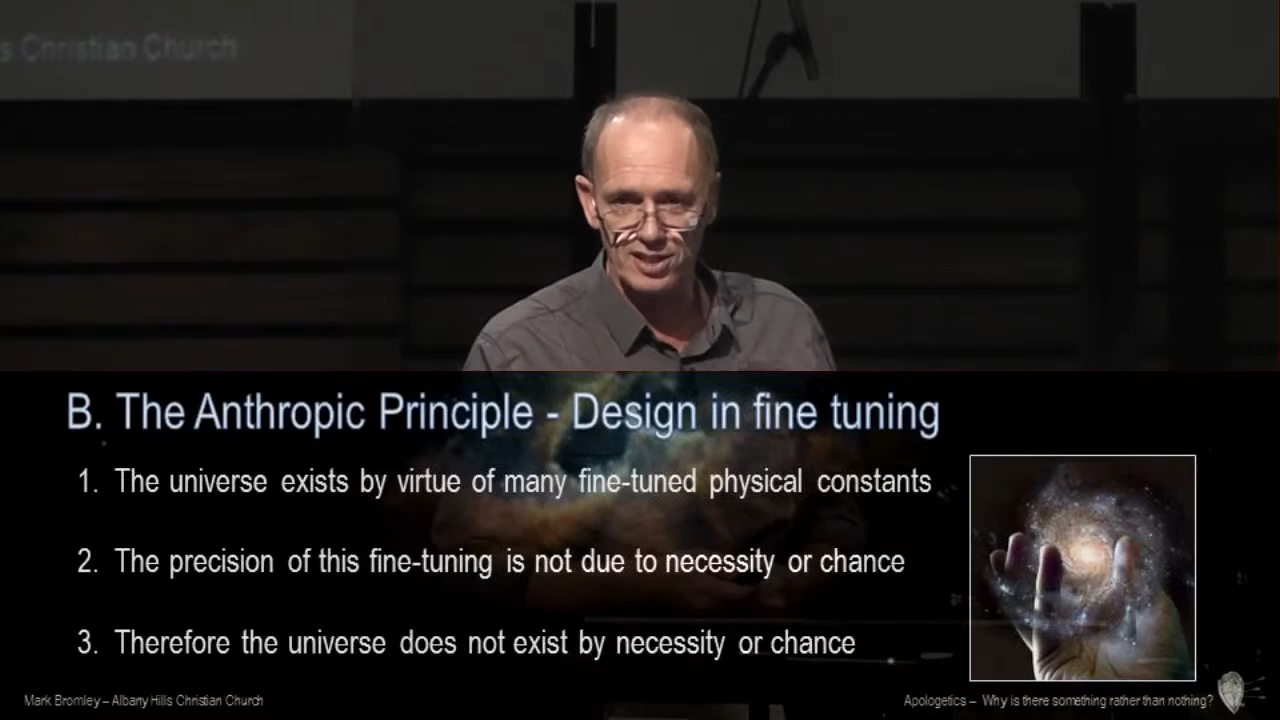 s Christian Church
B. The Anthropic Principle - Design in fine tuning
1. The universe exists by virtue of many fine-tuned physical constants
2. The precision of this fine-tuning is not due to necessity or chance
3. Therefore the universe does not exist by necessity or chance
Mark Bromley – Albany Hills Christian Church
Apologetics – Why is there something rather than nothing?